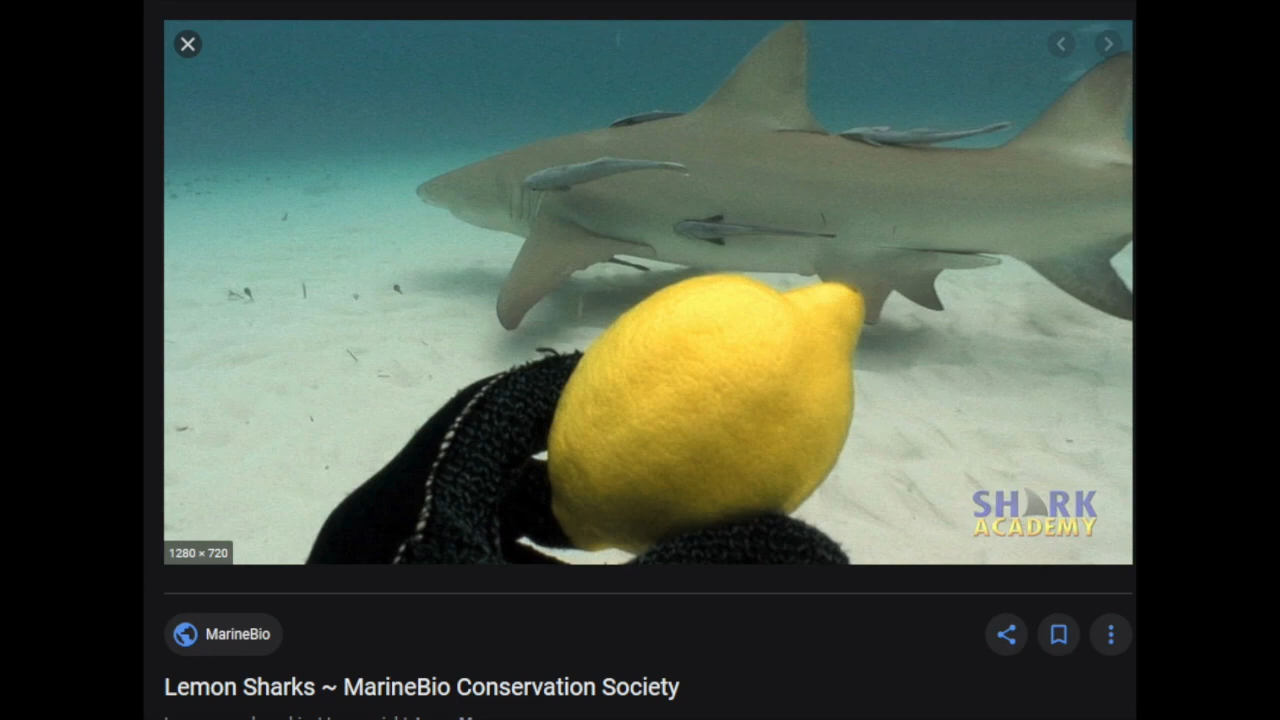 SHARK
ACADEMY
1280 × 720
MarineBio
Lemon Sharks ~ MarineBio Conservation Society